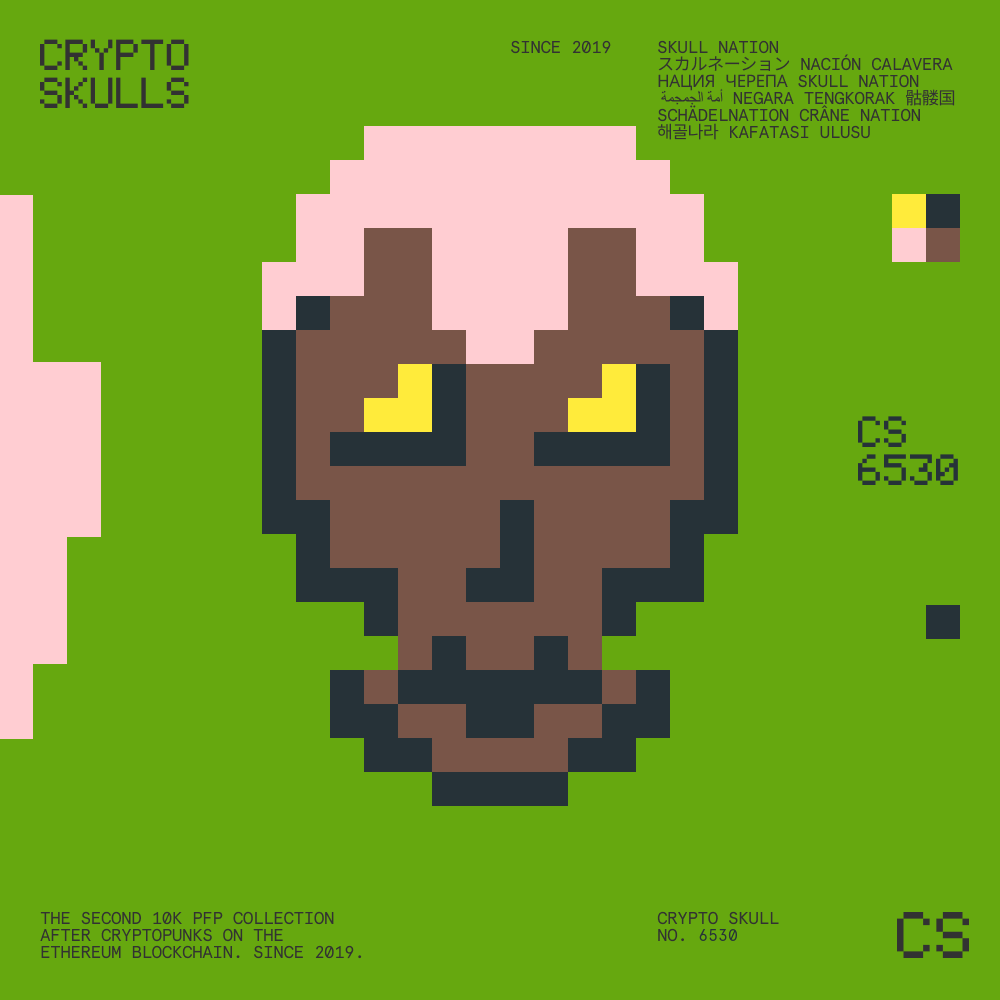 CRYPTO
SKULLS
SINCE 2019
SKULL NATION
スカルネーション NACIÓN CALAVERA
НАЦИЯ ЧЕРЕПА SKULL NATION
أمة الجمجمة NEGARA TENGKORAK 骷髏国
SCHÄDELNATION CRÂNE NATION
해골나라 KAFATASI ULUSU
CS
6530
THE SECOND 10K PFP COLLECTION
AFTER CRYPTOPUNKS ON THE
ETHEREUM BLOCKCHAIN. SINCE 2019.
CRYPTO SKULL
NO. 6530
CS